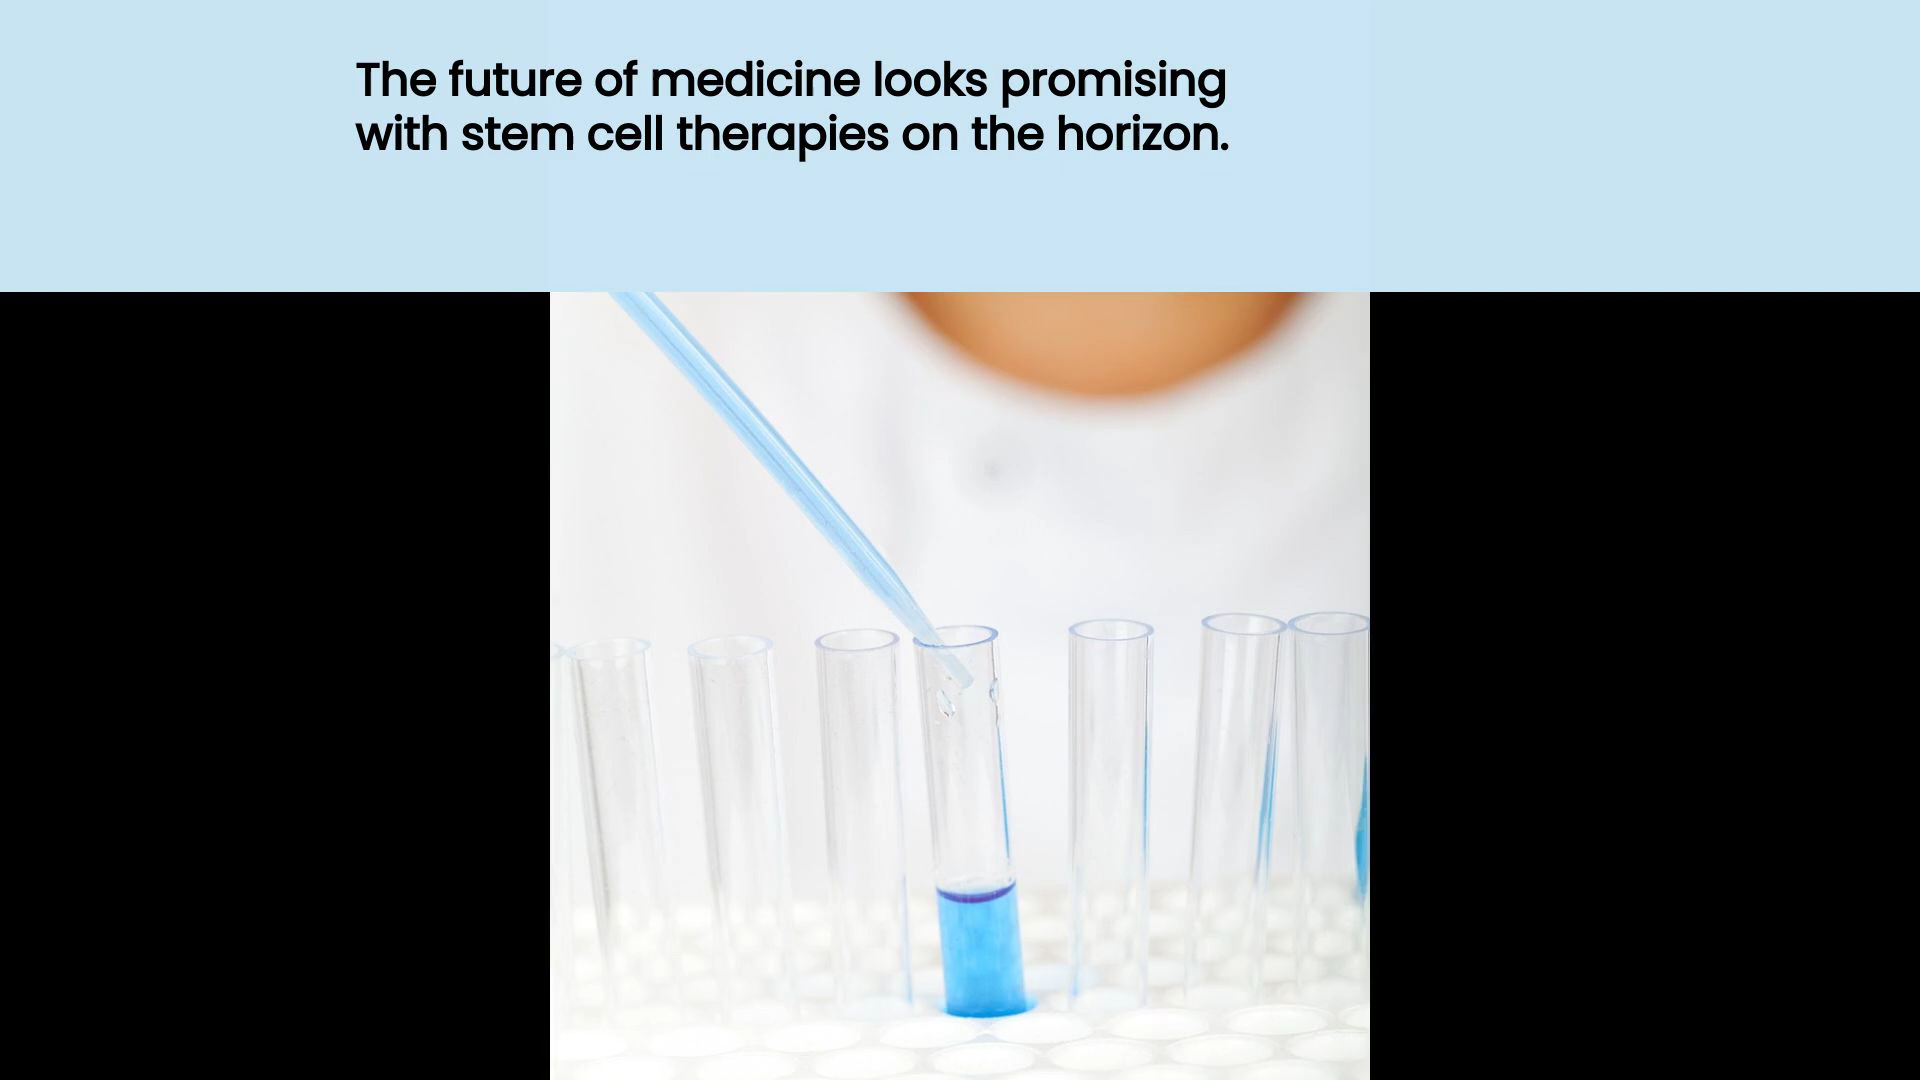 The future of medicine looks promising
with stem cell therapies on the horizon.